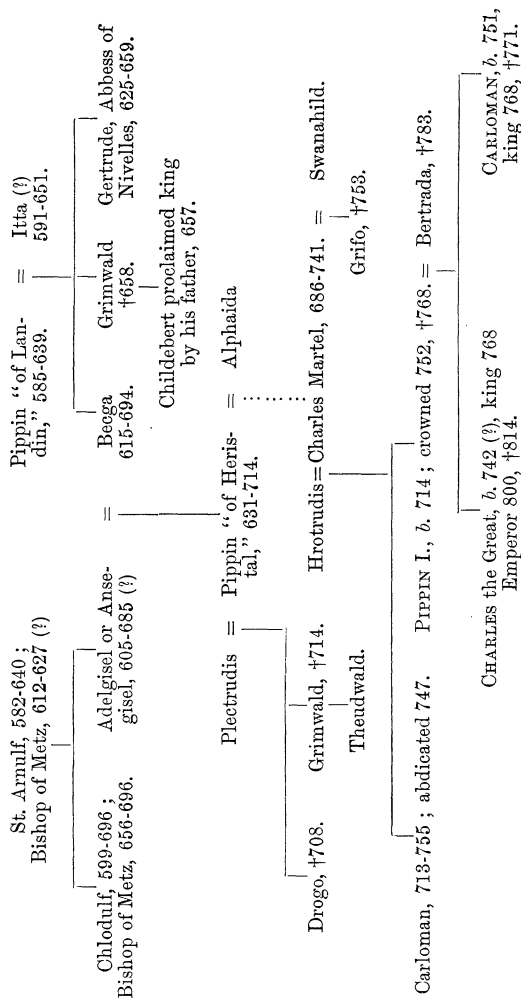 St. Arnulf, 582-640 ;
Bishop of Metz, 612-627 (?)
Pippin “of Lan-
din,” 585-639.
=
Itta (?)
591-651.
Chlodulf, 599-696 ;
Bishop of Metz, 656-696.
Adelgisel or Anse-
gisel, 605-685 (?)
=
Becga
615-694.
Grimwald
†658.
Gertrude, Abbess of
Nivelles, 625-659.
Childebert proclaimed king
by his father, 657.
Plectrudis
=
Pippin “of Heris-
tal,” 631-714.
=
Alphaida
Drogo, †708.
Grimwald, †714.
Hrotrudis=Charles Martel, 686-741. = Swanahild.
Theudwald.
Grifo, †753.
Carloman, 713-755 ; abdicated 747.
PIPPIN I., b. 714 ; crowned 752, †768. = Bertrada, †783.
CHARLES the Great, b. 742 (?), king 768
Emperor 800, †814.
CARLOMAN, b. 751,
king 768, †771.